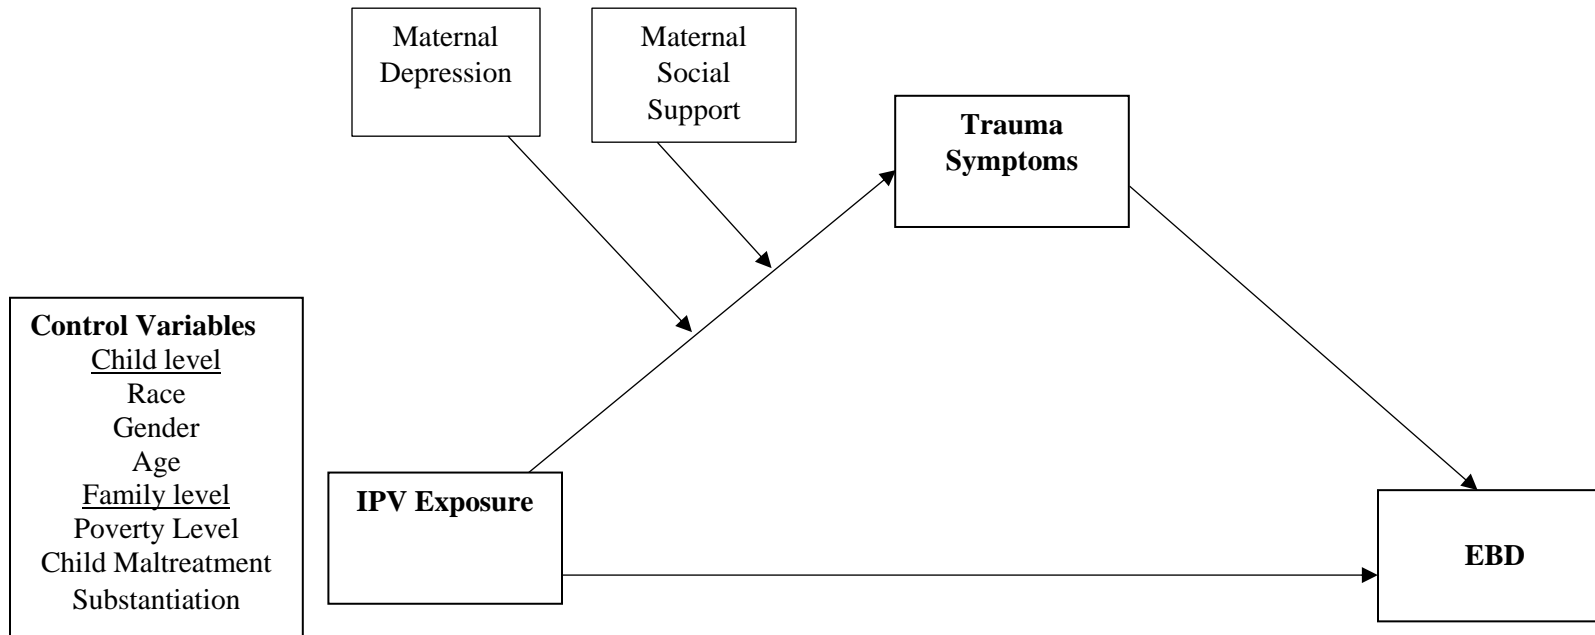 Maternal
Depression
Maternal
Social
Support
Trauma
Symptoms
Control Variables
Child level
Race
Gender
Age
Family level
Poverty Level
Child Maltreatment
Substantiation
IPV Exposure
EBD